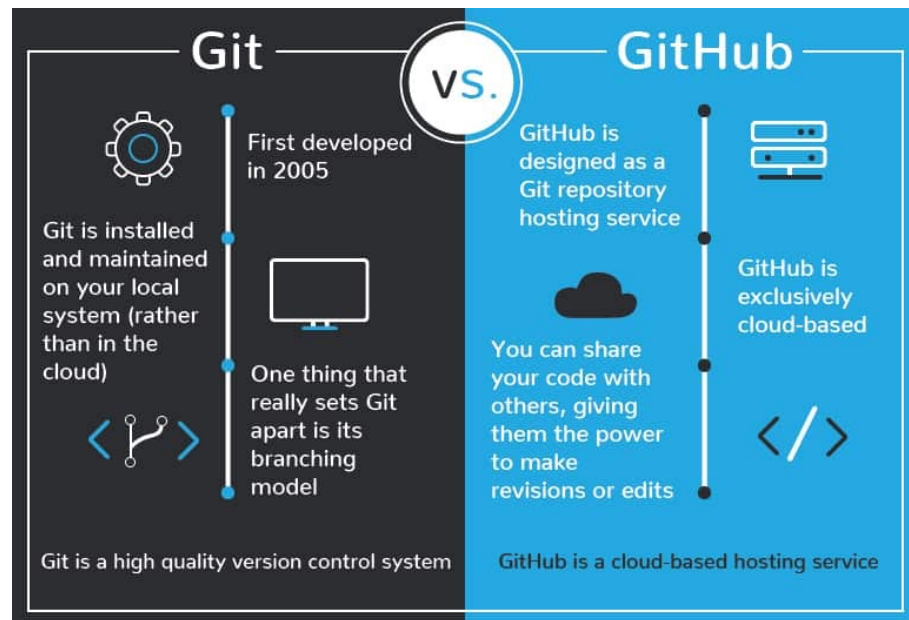 Git
vs.
GitHub
First developed
in 2005
Git is installed
and maintained
on your local
system (rather
than in the
cloud)
One thing that
really sets Git
apart is its
branching
model
Git is a high quality version control system
GitHub is
designed as a
Git repository
hosting service
GitHub is
exclusively
cloud-based
You can share
your code with
others, giving
them the power
to make
revisions or edits
GitHub is a cloud-based hosting service